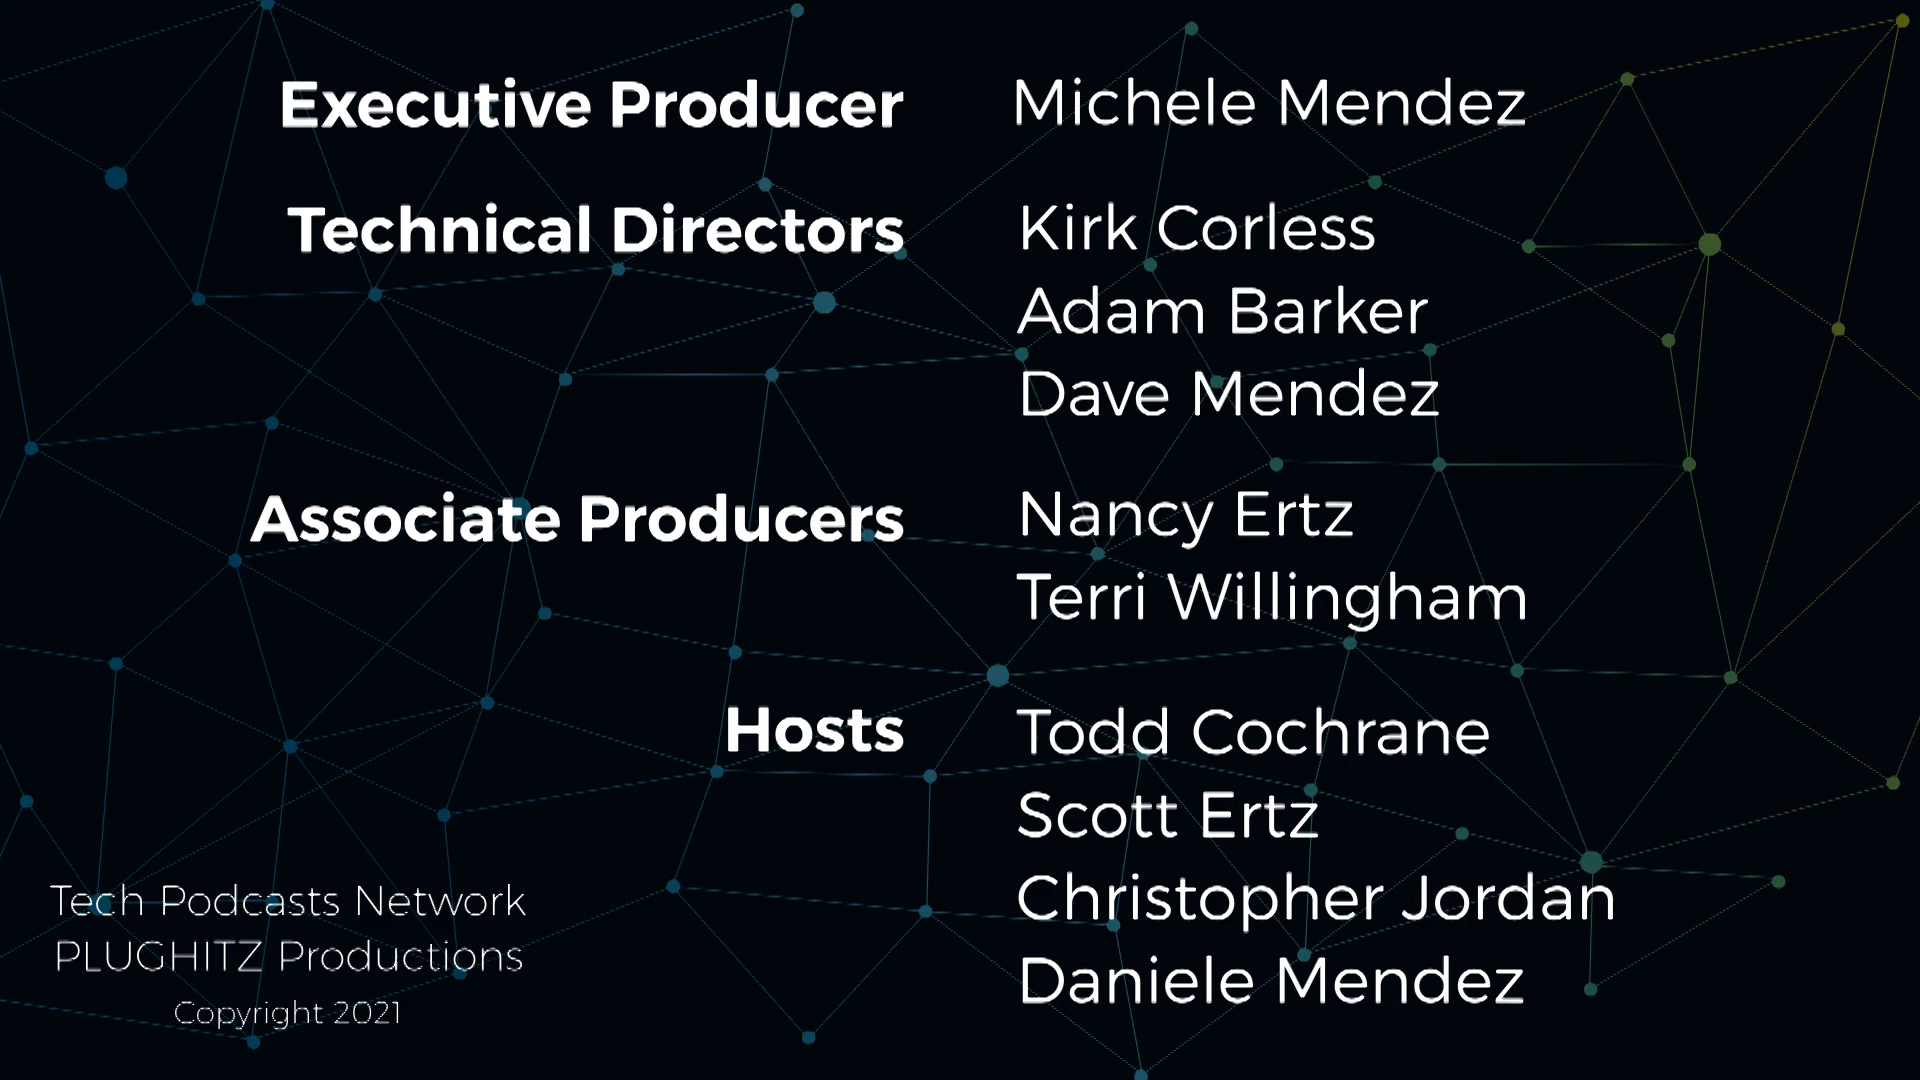 Executive Producer Michele Mendez
Technical Directors Kirk Corless
Adam Barker
Dave Mendez
Associate Producers Nancy Ertz
Terri Willingham
Hosts Todd Cochrane
Scott Ertz
Christopher Jordan
Daniele Mendez
Tech Podcasts Network
PLUGHITZ Productions
Copyright 2021